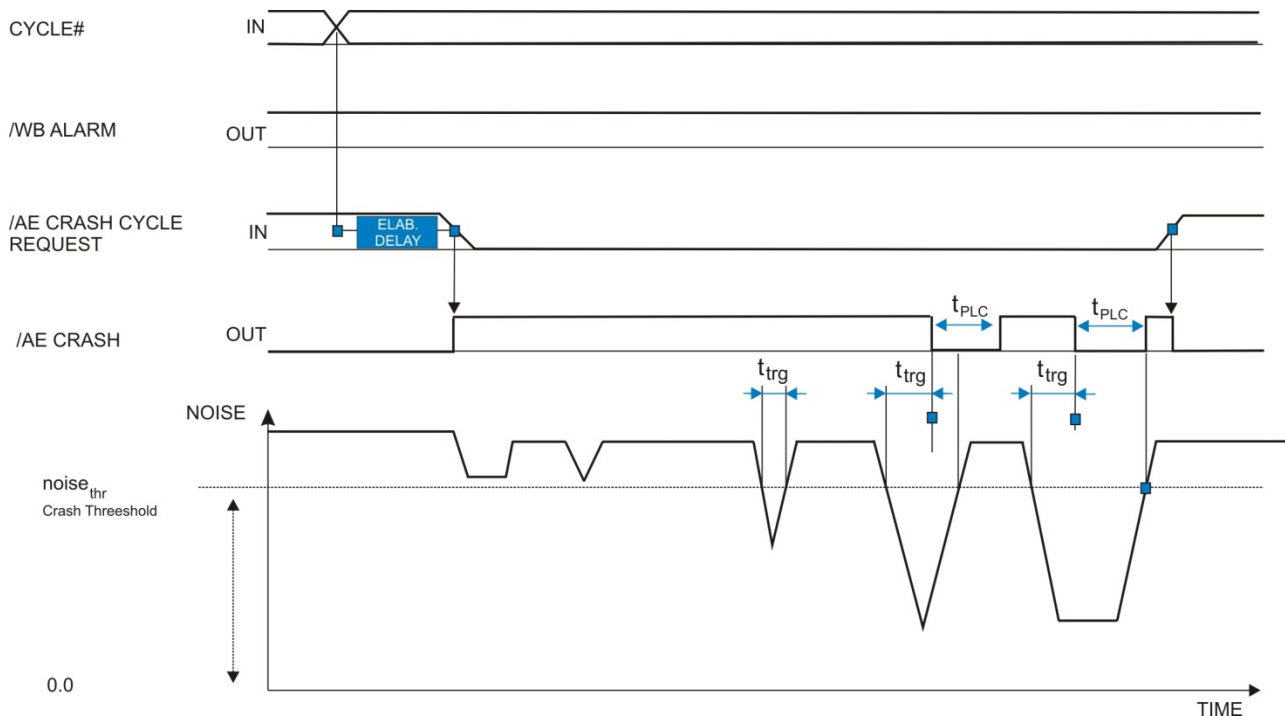 CYCLE# IN
/WB ALARM OUT
/AE CRASH CYCLE
REQUEST IN
ELAB.
DELAY
/AE CRASH OUT
tPLC tPLC
ttrg ttrg ttrg
NOISE
noisethr
Crash Threeshold
0.0
TIME